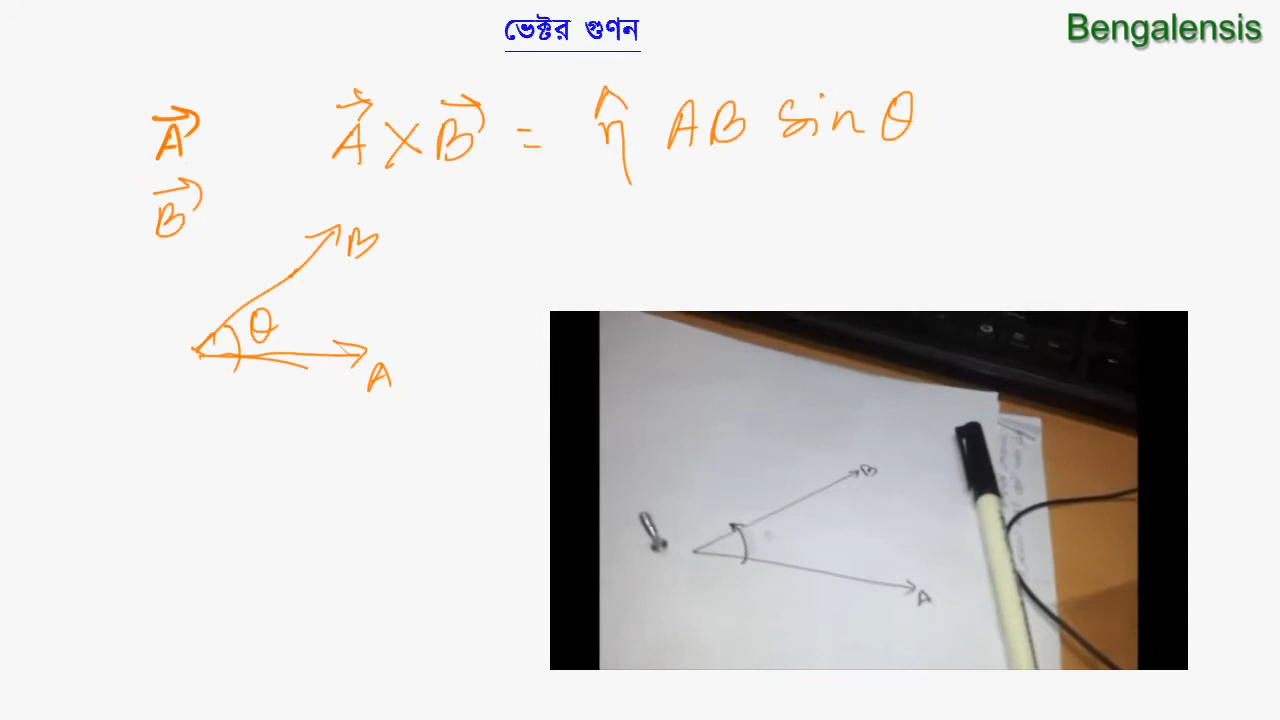 ভেক্টর গুণন
Bengalensis
A⃗ A⃗ × B⃗ = η̂ AB sin θ
B⃗
B
θ
A
B
A